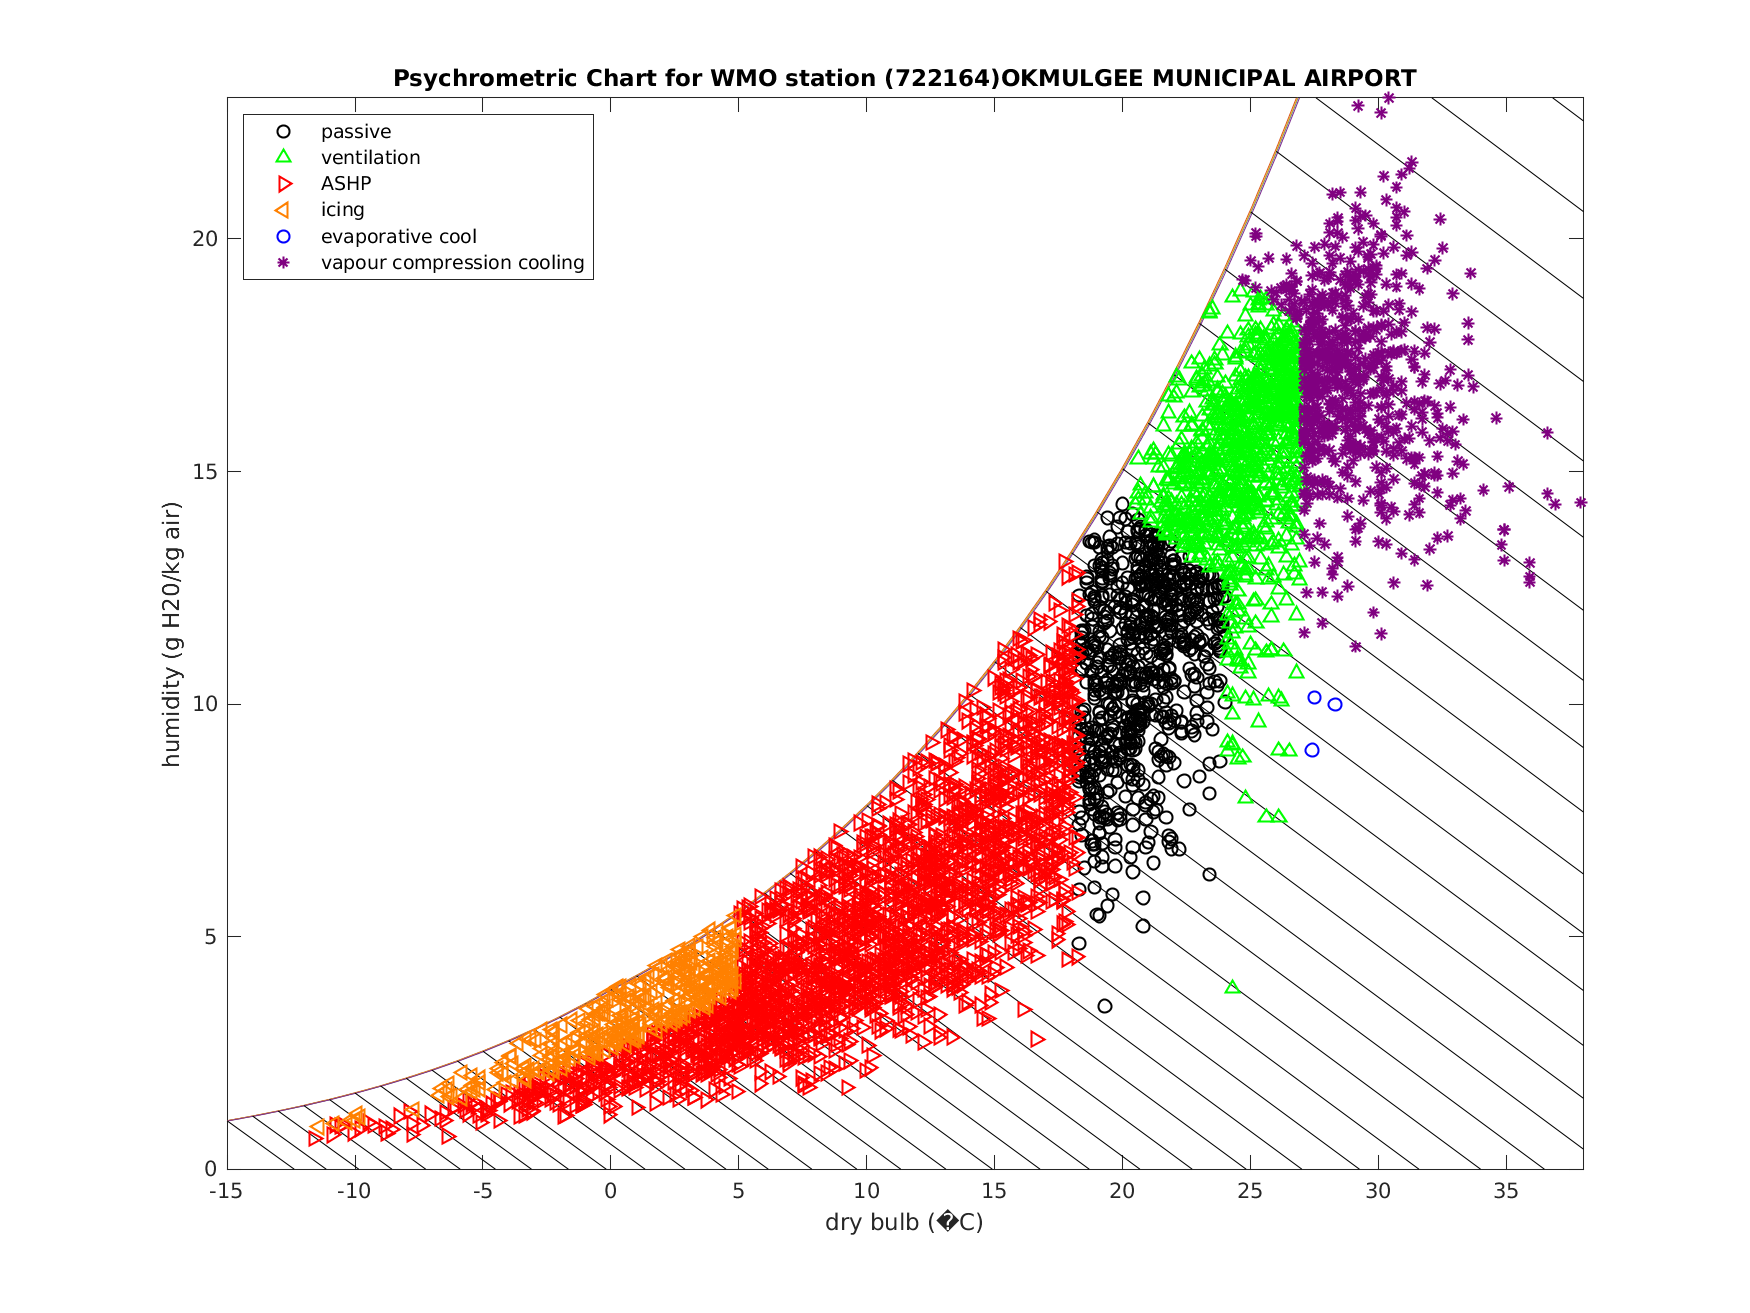 Psychrometric Chart for WMO station (722164)OKMULGEE MUNICIPAL AIRPORT
passive
ventilation
ASHP
icing
evaporative cool
vapour compression cooling
humidity (g H20/kg air)
20
15
10
5
0
-15 -10 -5 0 5 10 15 20 25 30 35
dry bulb (�C)